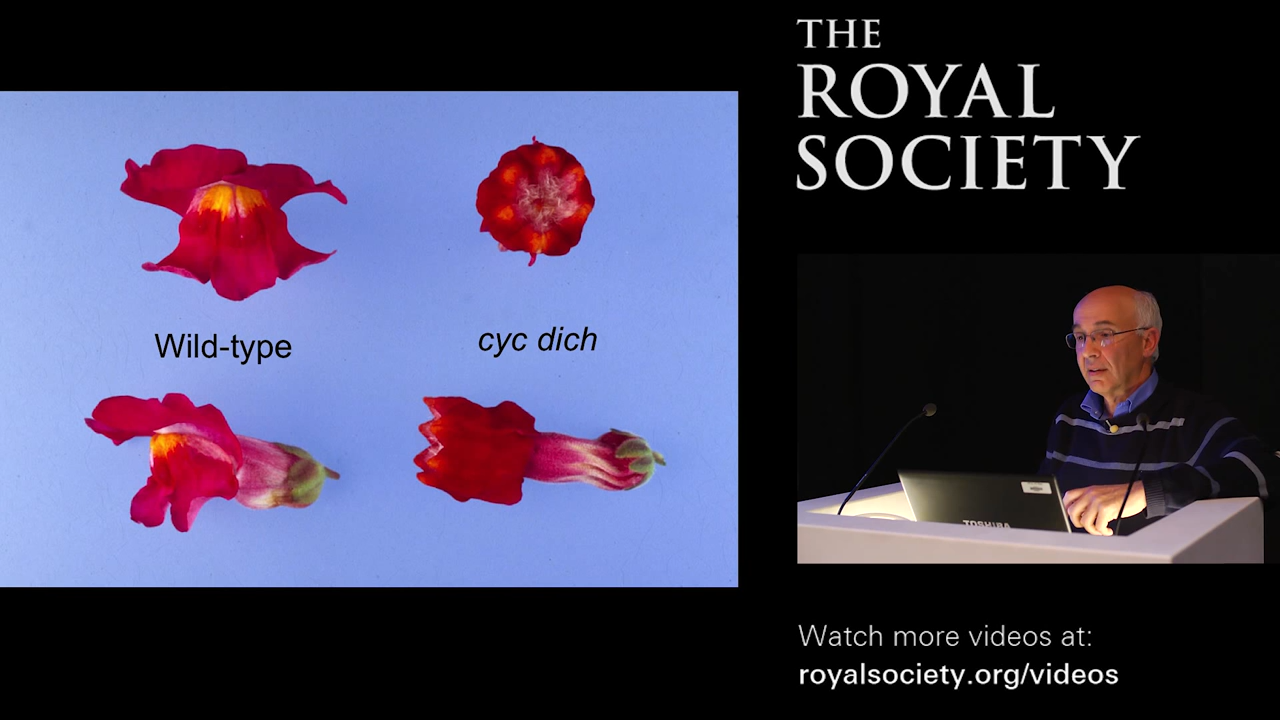 THE
ROYAL
SOCIETY
Wild-type
cyc dich
TOSHIBA
Watch more videos at:
royalsociety.org/videos